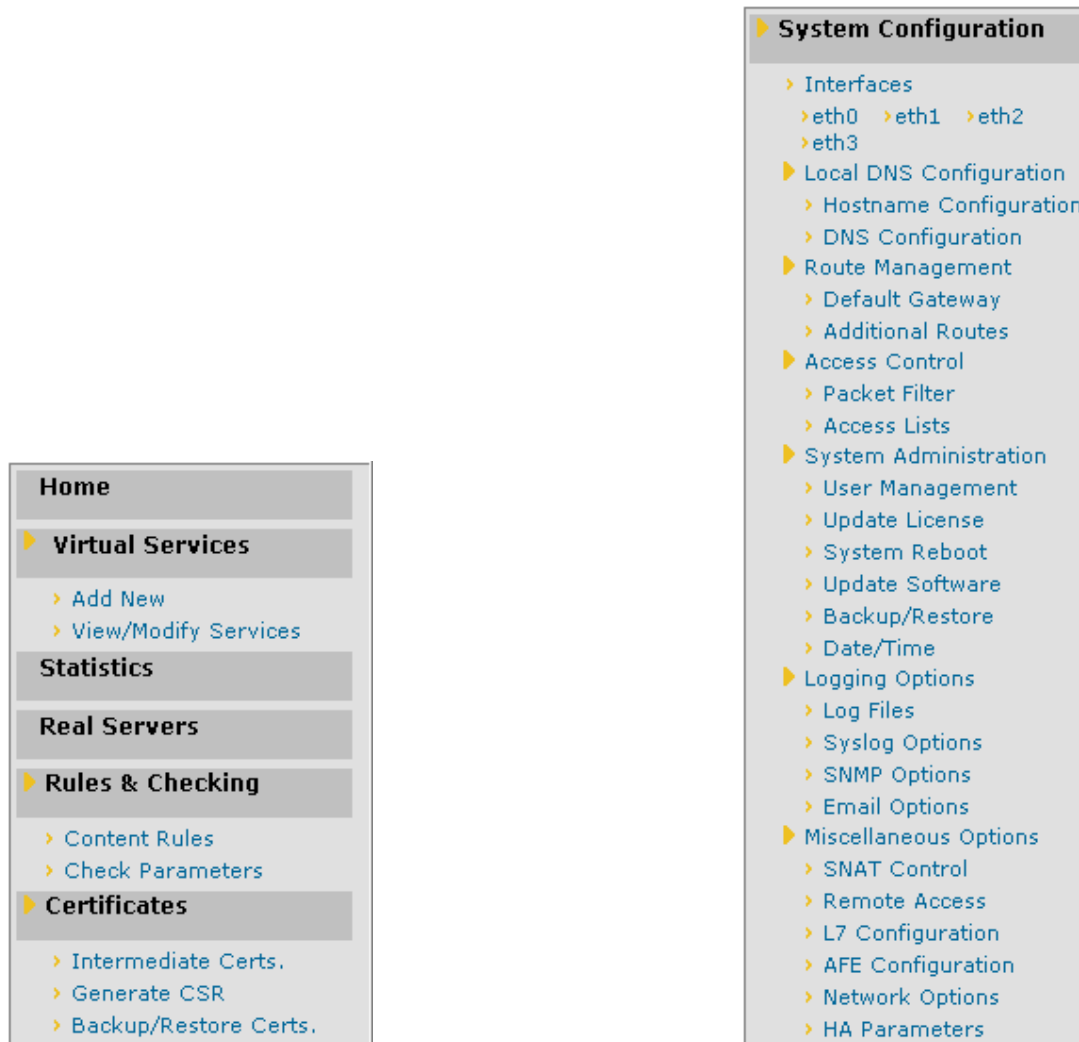 Home
Virtual Services
Add New
View/Modify Services
Statistics
Real Servers
Rules & Checking
Content Rules
Check Parameters
Certificates
Intermediate Certs.
Generate CSR
Backup/Restore Certs.
System Configuration
Interfaces
eth0 eth1 eth2
eth3
Local DNS Configuration
Hostname Configuration
DNS Configuration
Route Management
Default Gateway
Additional Routes
Access Control
Packet Filter
Access Lists
System Administration
User Management
Update License
System Reboot
Update Software
Backup/Restore
Date/Time
Logging Options
Log Files
Syslog Options
SNMP Options
Email Options
Miscellaneous Options
SNAT Control
Remote Access
L7 Configuration
AFE Configuration
Network Options
HA Parameters